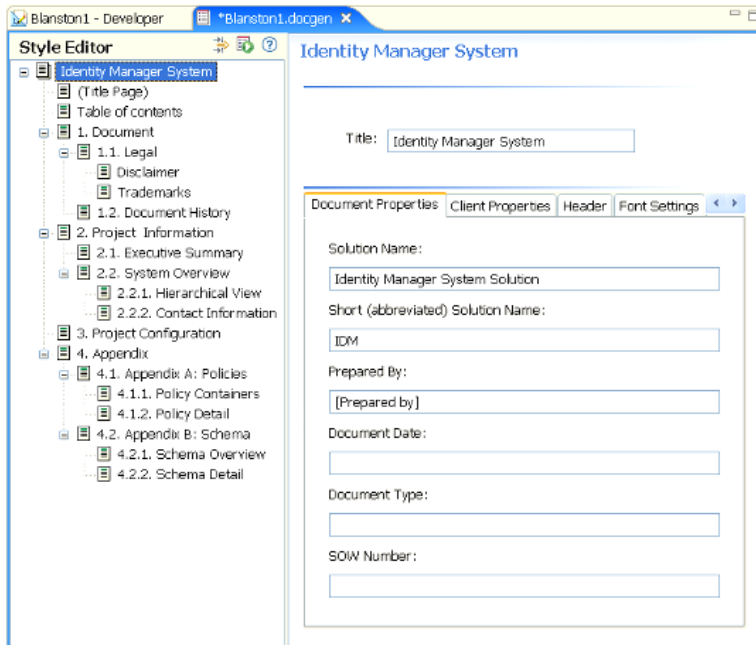 Blanston1 - Developer
*Blanston1.docgen
Style Editor
Identity Manager System
(Title Page)
Table of contents
1. Document
1.1. Legal
Disclaimer
Trademarks
1.2. Document History
2. Project Information
2.1. Executive Summary
2.2. System Overview
2.2.1. Hierarchical View
2.2.2. Contact Information
3. Project Configuration
4. Appendix
4.1. Appendix A: Policies
4.1.1. Policy Containers
4.1.2. Policy Detail
4.2. Appendix B: Schema
4.2.1. Schema Overview
4.2.2. Schema Detail
Identity Manager System
Title: Identity Manager System
Document Properties Client Properties Header Font Settings
Solution Name:
Identity Manager System Solution
Short (abbreviated) Solution Name:
IDM
Prepared By:
[Prepared by]
Document Date:
Document Type:
SOW Number: